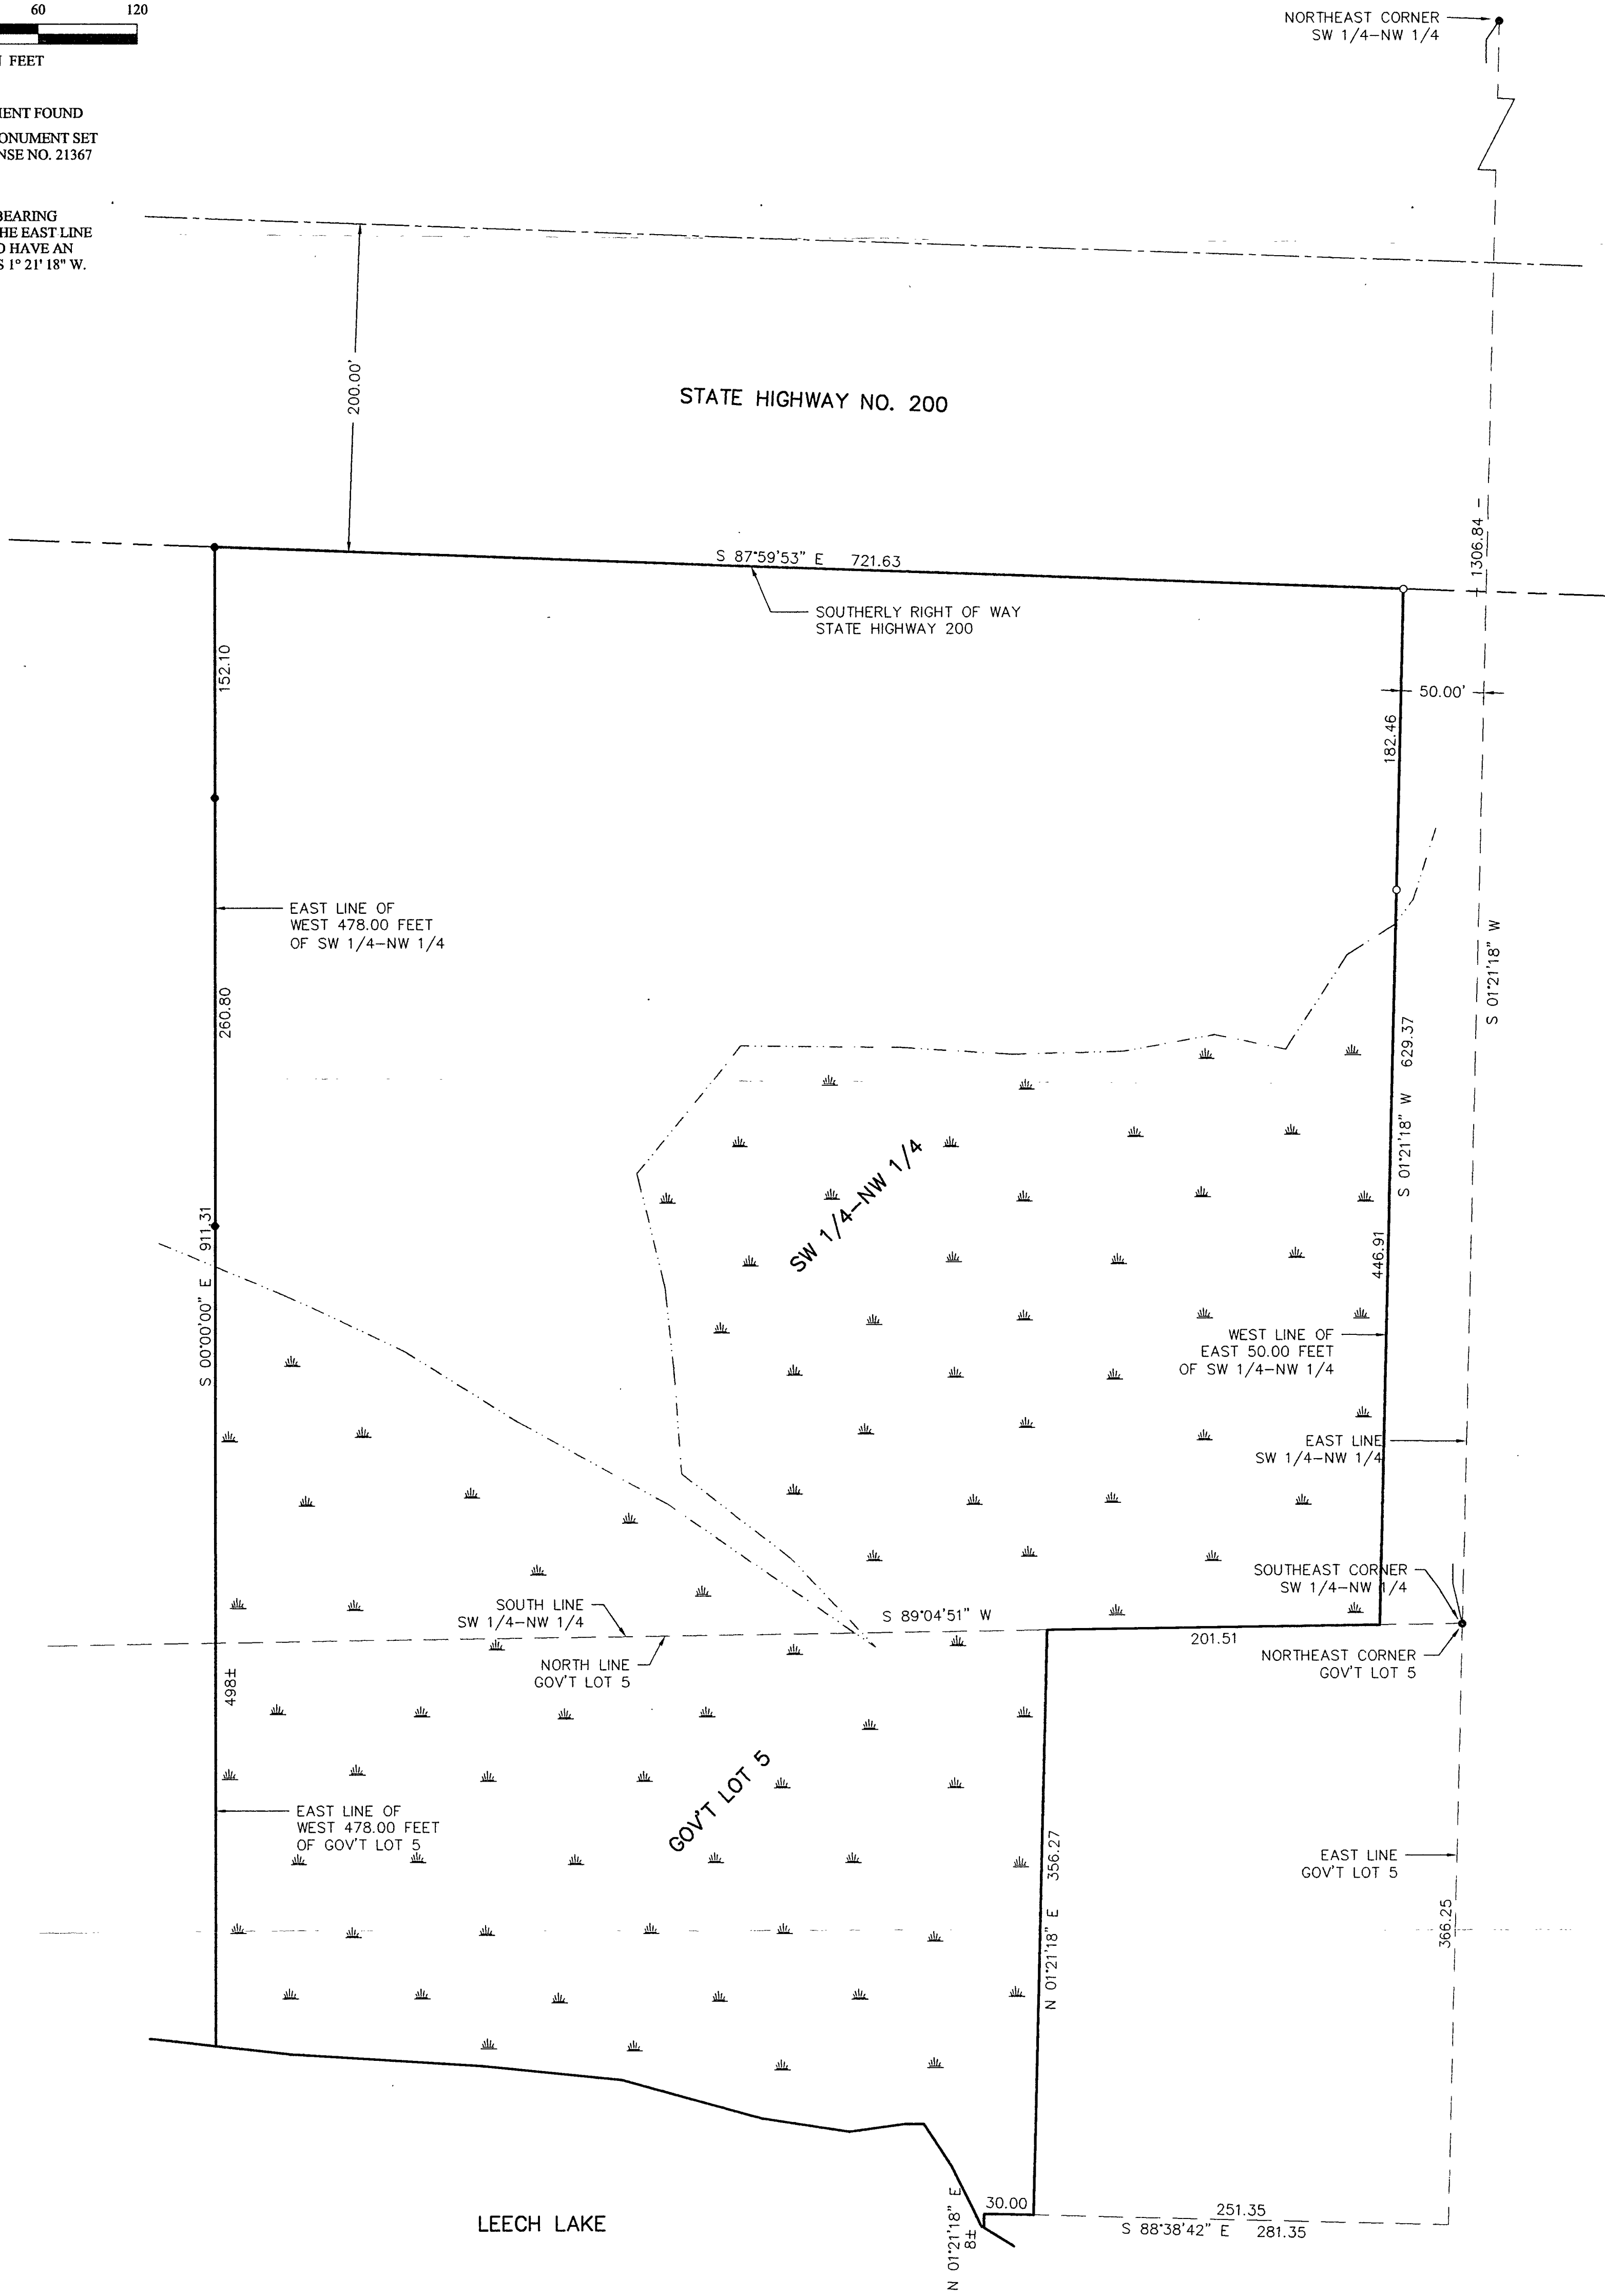 60 120
FEET
MENT FOUND
MONUMENT SET
NSE NO. 21367
BEARING
HE EAST LINE
HAVE AN
S 1° 21' 18" W.
NORTHEAST CORNER
SW 1/4-NW 1/4
200.00'
STATE HIGHWAY NO. 200
1306.84
S 87°59'53" E 721.63
SOUTHERLY RIGHT OF WAY
STATE HIGHWAY 200
152.10
50.00'
182.46
EAST LINE OF
WEST 478.00 FEET
OF SW 1/4-NW 1/4
S 01°21'18" W
260.80
S 01°21'18" W 629.37
SW 1/4-NW 1/4
S 00°00'00" E 911.31
446.91
WEST LINE OF
EAST 50.00 FEET
OF SW 1/4-NW 1/4
EAST LINE
SW 1/4-NW 1/4
SOUTHEAST CORNER
SW 1/4-NW 1/4
SOUTH LINE
SW 1/4-NW 1/4
S 89°04'51" W
201.51
NORTH LINE
GOV'T LOT 5
NORTHEAST CORNER
GOV'T LOT 5
498±
GOV'T LOT 5
EAST LINE OF
WEST 478.00 FEET
OF GOV'T LOT 5
N 01°21'18" E 356.27
EAST LINE
GOV'T LOT 5
366.25
LEECH LAKE
N 01°21'18" E
8±
30.00
251.35
S 88°38'42" E 281.35